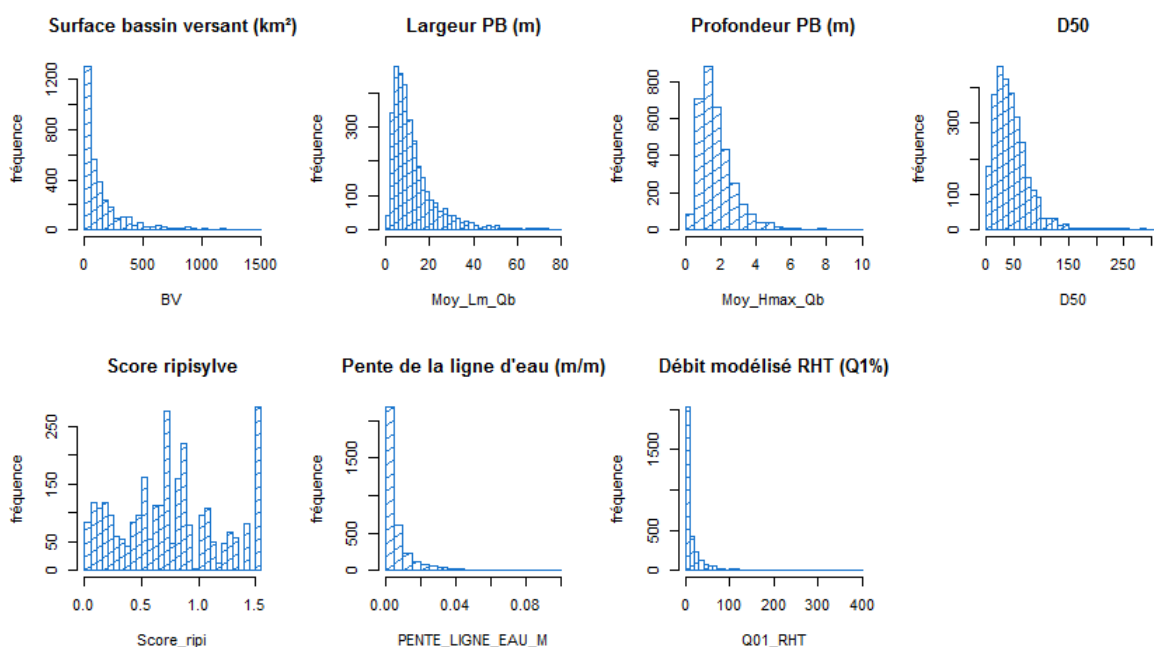 Surface bassin versant (km²)
fréquence
0 400 800 1200
0 500 1000 1500
BV
Largeur PB (m)
fréquence
0 100 300
0 20 40 60 80
Moy_Lm_Qb
Profondeur PB (m)
fréquence
0 200 400 600 800
0 2 4 6 8 10
Moy_Hmax_Qb
D50
fréquence
0 100 300
0 50 150 250
D50
Score ripisylve
fréquence
0 50 150 250
0.0 0.5 1.0 1.5
Score_ripi
Pente de la ligne d'eau (m/m)
fréquence
0 500 1500
0.00 0.04 0.08
PENTE_LIGNE_EAU_M
Débit modélisé RHT (Q1%)
fréquence
0 500 1500
0 100 200 300 400
Q01_RHT